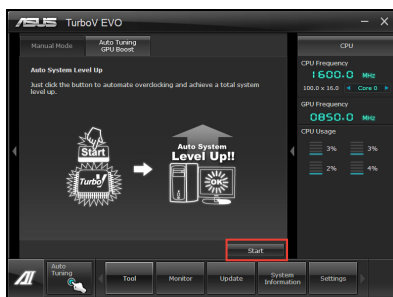 ASUS TurboV EVO
Manual Mode
Auto Tuning
GPU Boost
Auto System Level Up
Just click the button to automate overclocking and achieve a total system
level up.
Start
Turbo!
Auto System
Level Up!!
Start
CPU
CPU Frequency
1600.0 MHz
100.0 x 16.0 Core 0
GPU Frequency
0850.0 MHz
CPU Usage
3% 3%
2% 4%
Auto
Tuning
Tool
Monitor
Update
System
Information
Settings